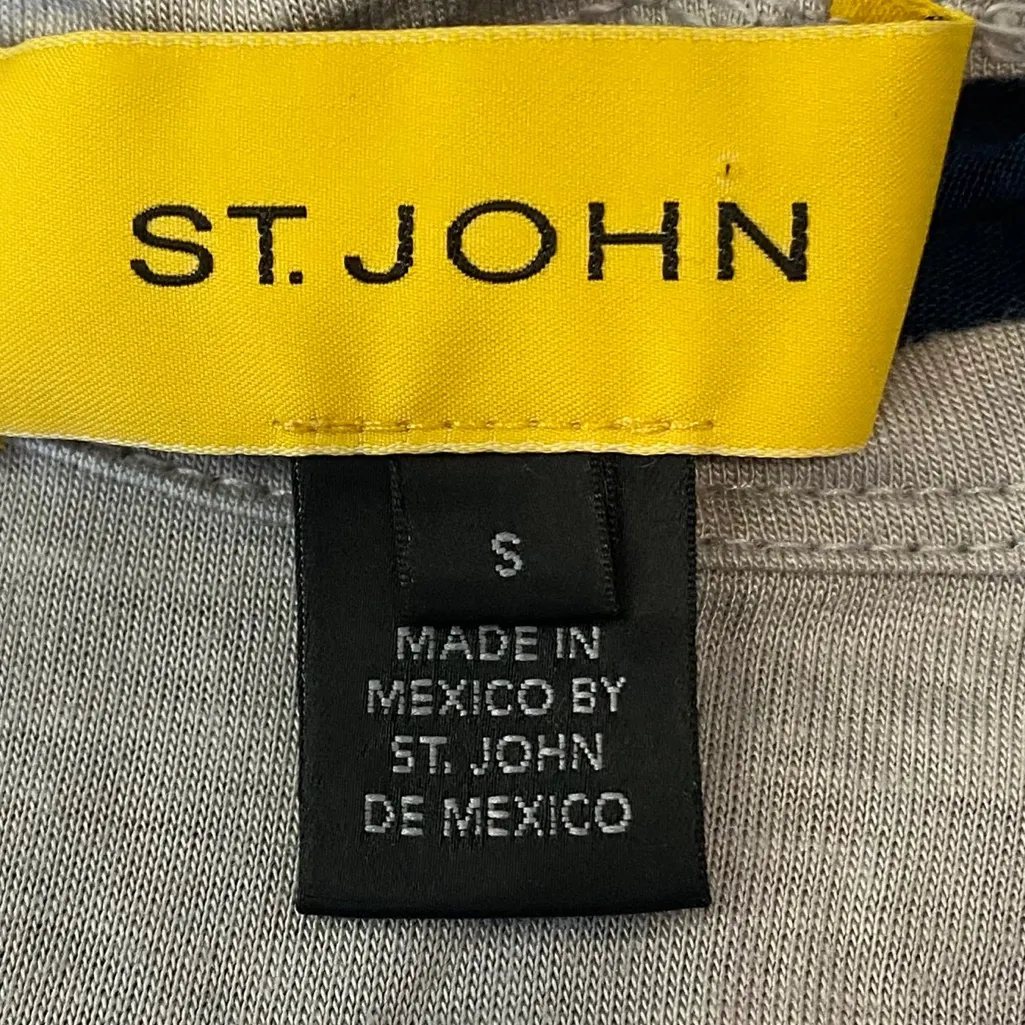 ST. JOHN
S
MADE IN
MEXICO BY
ST. JOHN
DE MEXICO